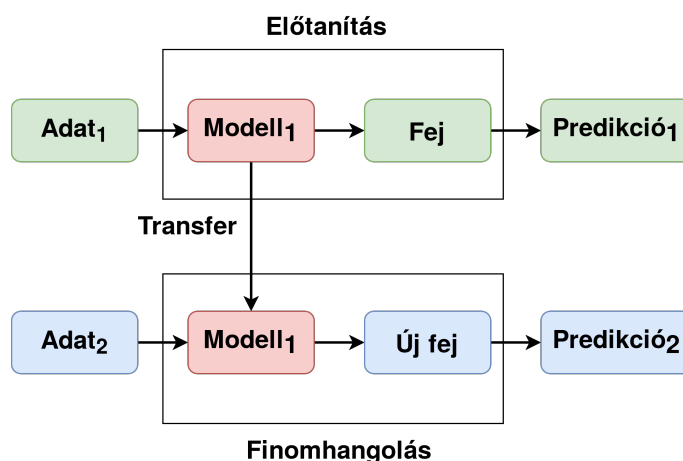 Előtanítás
Adat₁
Modell₁
Fej
Predikció₁
Transfer
Adat₂
Modell₁
Új fej
Predikció₂
Finomhangolás